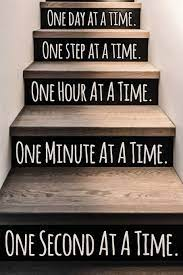 One day at a time.
One step at a time.
One Hour At A Time.
One Minute At A Time.
One Second At A Time.